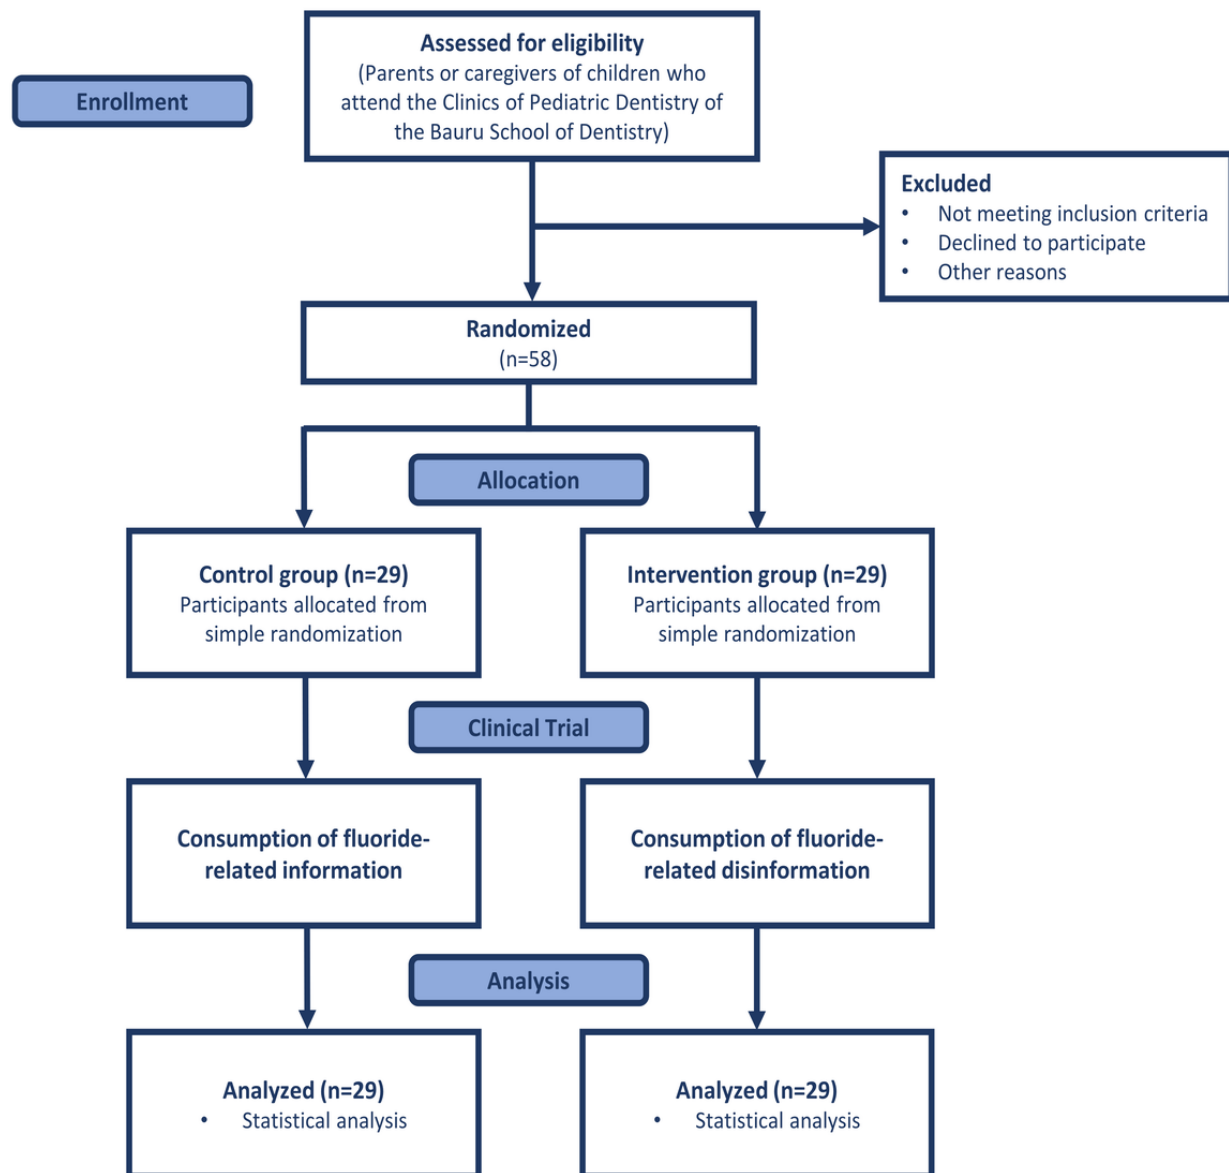 Enrollment
Assessed for eligibility
(Parents or caregivers of children who
attend the Clinics of Pediatric Dentistry of
the Bauru School of Dentistry)
Excluded
• Not meeting inclusion criteria
• Declined to participate
• Other reasons
Randomized
(n=58)
Allocation
Control group (n=29)
Participants allocated from
simple randomization
Intervention group (n=29)
Participants allocated from
simple randomization
Clinical Trial
Consumption of fluoride-
related information
Consumption of fluoride-
related disinformation
Analysis
Analyzed (n=29)
• Statistical analysis
Analyzed (n=29)
• Statistical analysis